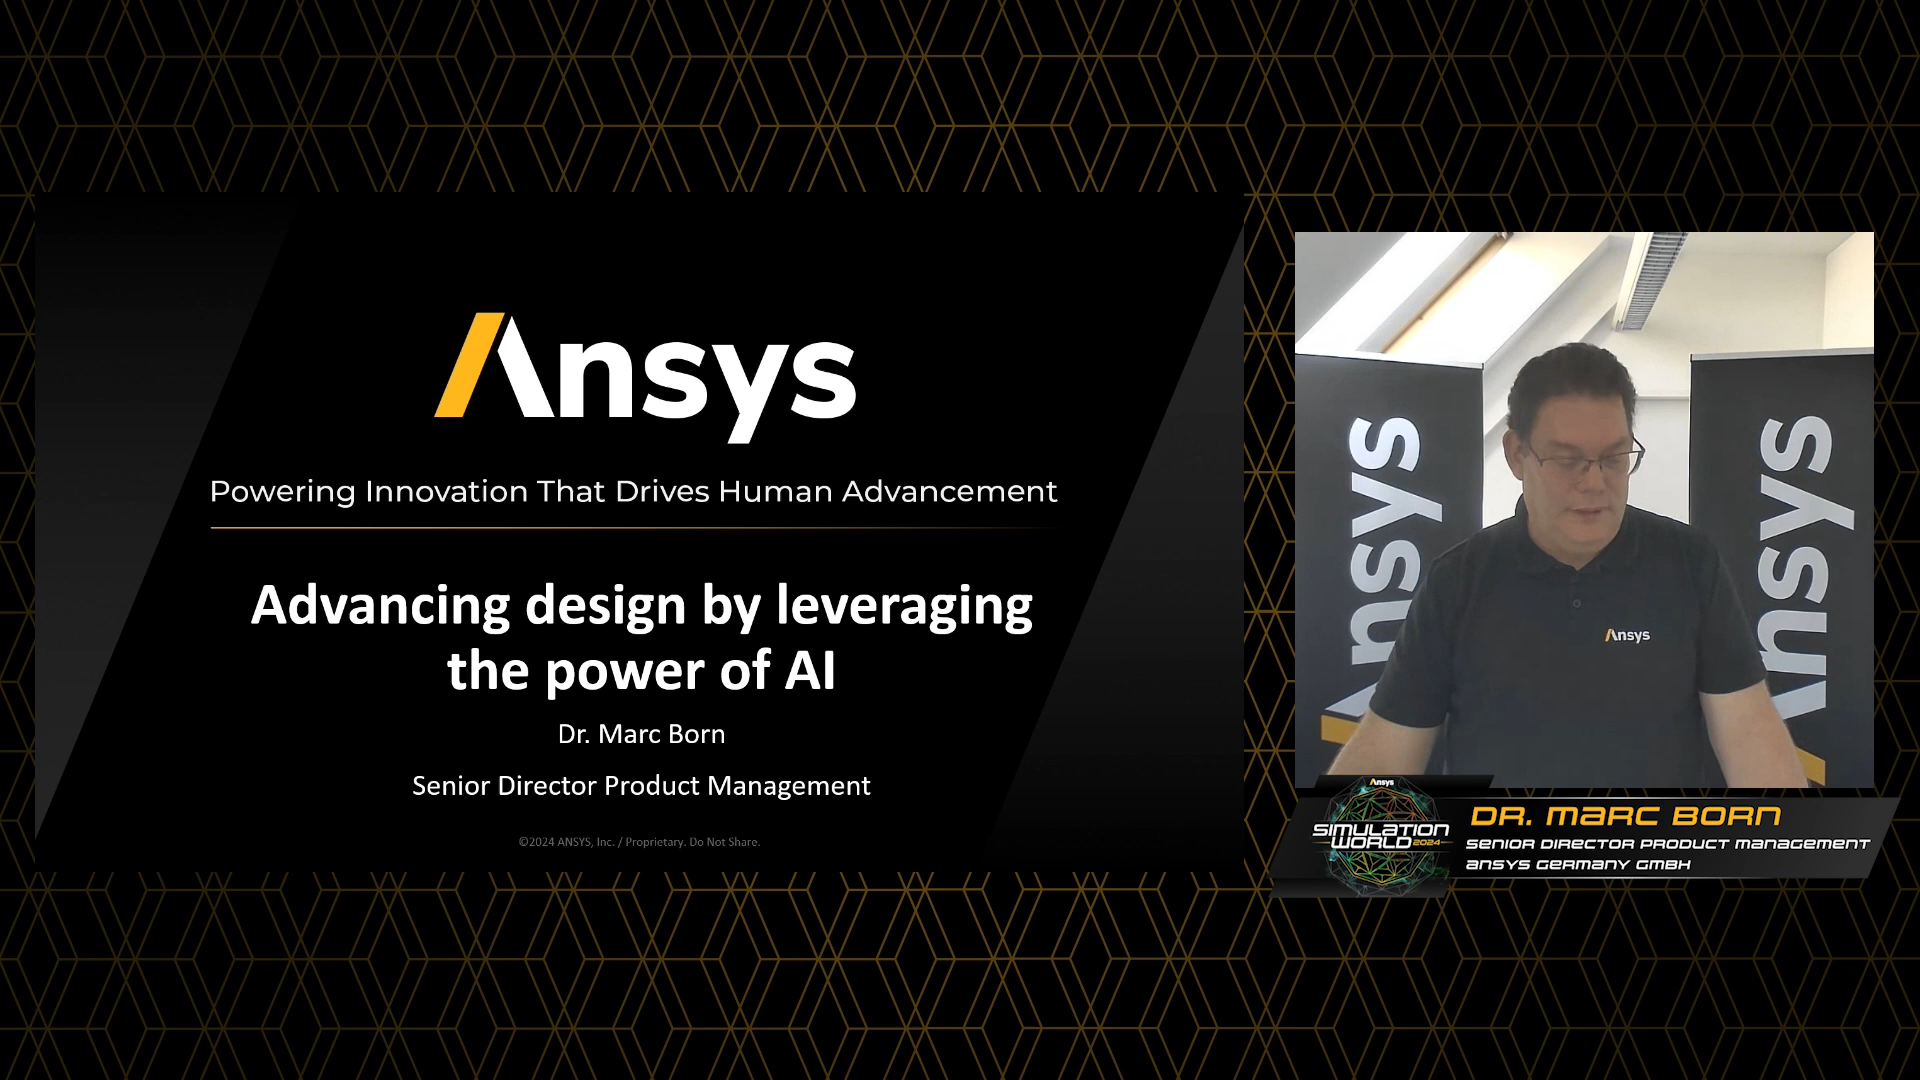 Ansys
Powering Innovation That Drives Human Advancement
Advancing design by leveraging
the power of AI
Dr. Marc Born
Senior Director Product Management
©2024 ANSYS, Inc. / Proprietary. Do Not Share.
Ansys
Ansys
Ansys
Ansys
SIMULATION
WORLD 2024
DR. MARC BORN
SENIOR DIRECTOR PRODUCT MANAGEMENT
ANSYS GERMANY GMBH